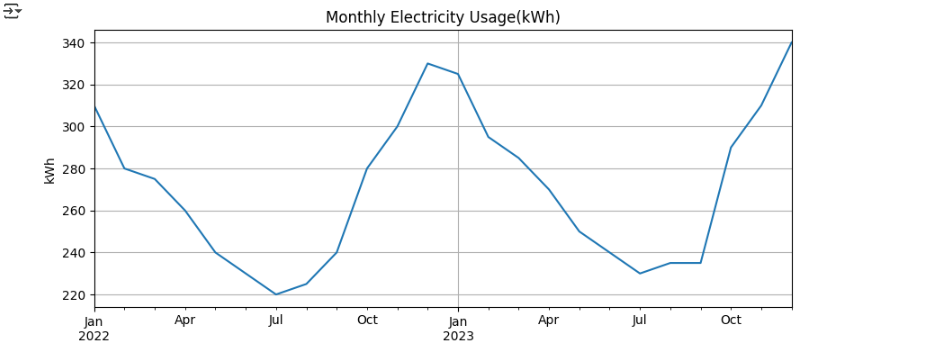 Monthly Electricity Usage(kWh)
340
320
300
280
260
240
220
kWh
Jan
2022
Apr
Jul
Oct
Jan
2023
Apr
Jul
Oct